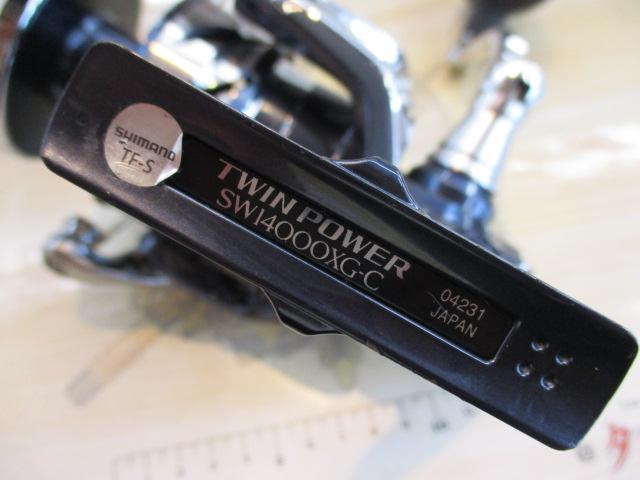 SHIMANO
TF-S
TWIN POWER
SW14000XG-C
04231
JAPAN